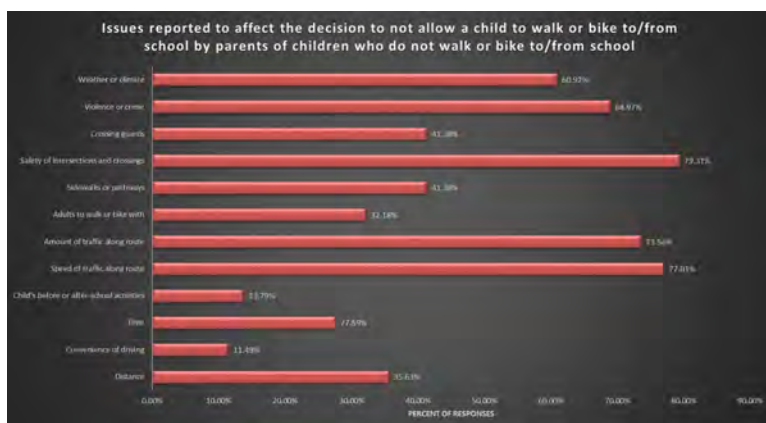 Issues reported to affect the decision to not allow a child to walk or bike to/from
school by parents of children who do not walk or bike to/from school
Weather or climate 60.92%
Violence or crime 68.97%
Crossing guards 41.38%
Safety of intersections and crossings 79.31%
Sidewalks or pathways 41.38%
Adults to walk or bike with 32.18%
Amount of traffic along route 73.56%
Speed of traffic along route 77.01%
Child's before or after-school activities 13.79%
Time 27.59%
Convenience of driving 11.49%
Distance 35.63%
0.00% 10.00% 20.00% 30.00% 40.00% 50.00% 60.00% 70.00% 80.00% 90.00%
PERCENT OF RESPONSES